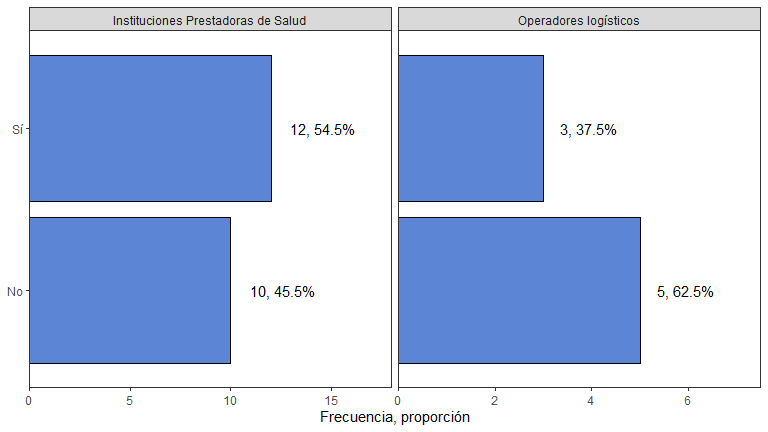 Instituciones Prestadoras de Salud
Operadores logísticos
Sí
12, 54.5%
3, 37.5%
No
10, 45.5%
5, 62.5%
0 5 10 15
0 2 4 6
Frecuencia, proporción